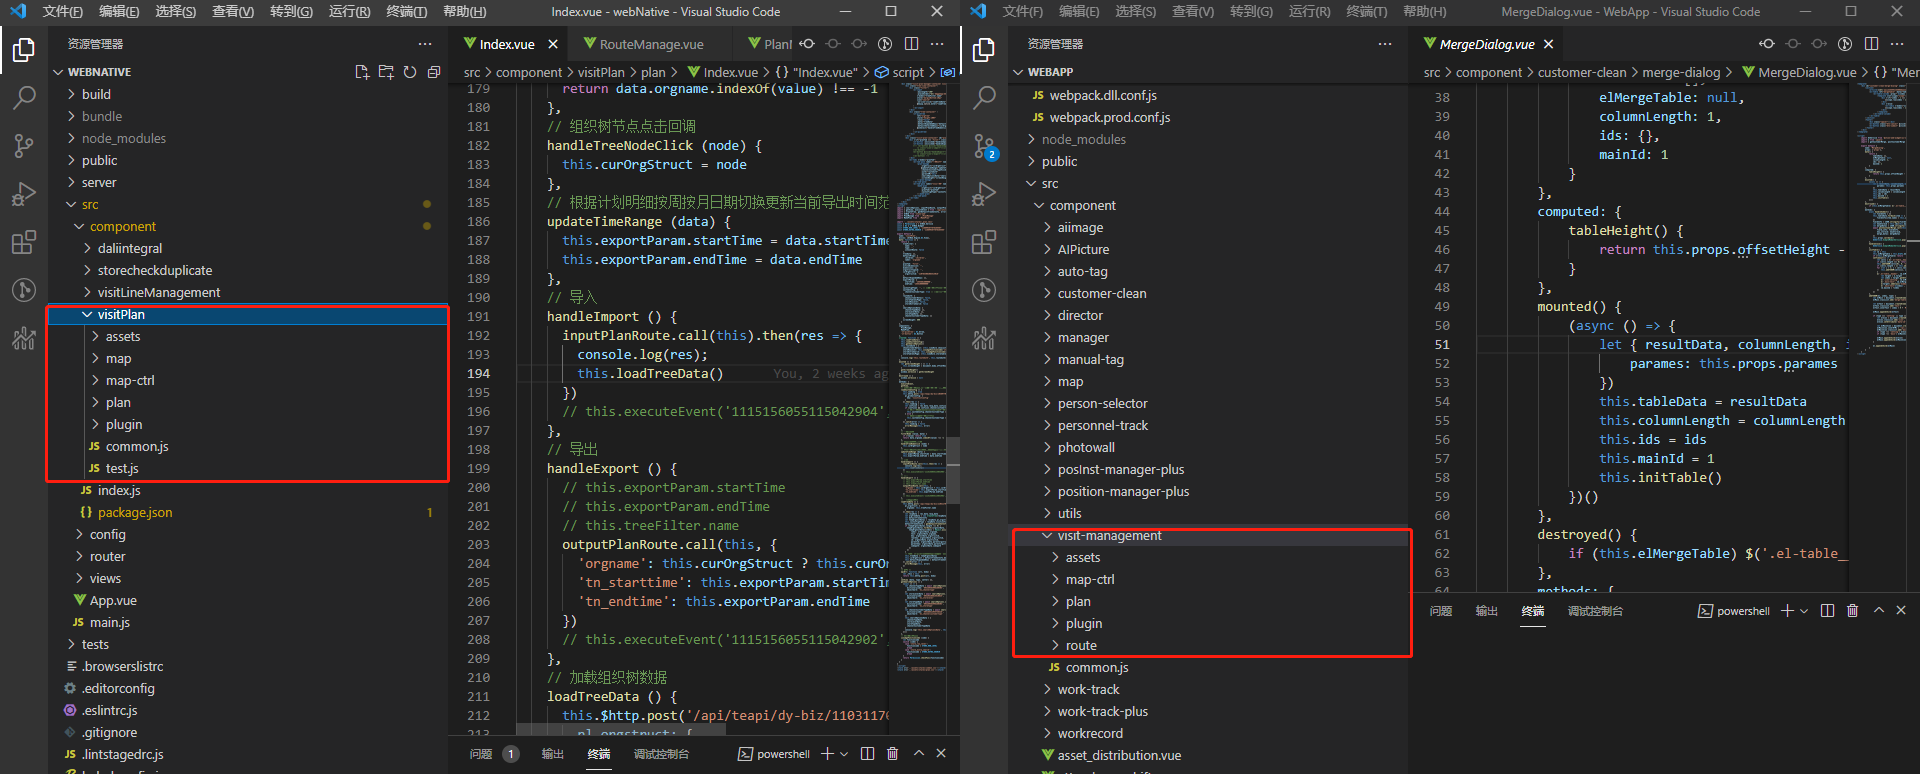 文件(F) 编辑(E) 选择(S) 查看(V) 转到(G) 运行(R) 终端(T) 帮助(H) Index.vue - webNative - Visual Studio Code
资源管理器
WEBNATIVE
build
bundle
node_modules
public
server
src
component
daliintegral
storecheckduplicate
visitLineManagement
visitPlan
assets
map
map-ctrl
plan
plugin
JS common.js
JS test.js
JS index.js
{} package.json 1
config
router
views
App.vue
JS main.js
tests
.browserslistrc
.editorconfig
.eslintrc.js
.gitignore
JS .lintstagedrc.js
Index.vue RouteManage.vue
src > component > visitPlan > plan > Index.vue > {} "Index.vue" > script >
179 return data.orgname.indexOf(value) !== -1
180 },
181 // 组织树节点点击回调
182 handleTreeNodeClick (node) {
183 this.curOrgStruct = node
184 },
185 // 根据计划明细按周按月日期切换更新当前导出时间范
186 updateTimeRange (data) {
187 this.exportParam.startTime = data.startTime
188 this.exportParam.endTime = data.endTime
189 },
190 // 导入
191 handleImport () {
192 inputPlanRoute.call(this).then(res => {
193 console.log(res);
194 this.loadTreeData() You, 2 weeks ag
195 })
196 // this.executeEvent('1115156055115042904'
197 },
198 // 导出
199 handleExport () {
200 // this.exportParam.startTime
201 // this.exportParam.endTime
202 // this.treeFilter.name
203 outputPlanRoute.call(this, {
204 'orgname': this.curOrgStruct ? this.curOr
205 'tn_starttime': this.exportParam.startTim
206 'tn_endtime': this.exportParam.endTime
207 })
208 // this.executeEvent('1115156055115042902'
209 },
210 // 加载组织树数据
211 loadTreeData () {
212 this.$http.post('/api/teapi/dy-biz/11031170
213
问题 1 输出 终端 调试控制台 powershell
文件(F) 编辑(E) 选择(S) 查看(V) 转到(G) 运行(R) 终端(T) 帮助(H) MergeDialog.vue - WebApp - Visual Studio Code
资源管理器
WEBAPP
JS webpack.dll.conf.js
JS webpack.prod.conf.js
node_modules
public
2
src
component
aiimage
AIPicture
auto-tag
customer-clean
director
manager
manual-tag
map
person-selector
personnel-track
photowall
posInst-manager-plus
position-manager-plus
utils
visit-management
assets
map-ctrl
plan
plugin
route
JS common.js
work-track
work-track-plus
workrecord
asset_distribution.vue
MergeDialog.vue
src > component > customer-clean > merge-dialog > MergeDialog.vue > {} "Mer
38 elMergeTable: null,
39 columnLength: 1,
40 ids: {},
41 mainId: 1
42 }
43 },
44 computed: {
45 tableHeight() {
46 return this.props.offsetHeight -
47 }
48 },
49 mounted() {
50 (async () => {
51 let { resultData, columnLength,
52 parames: this.props.parames
53 })
54 this.tableData = resultData
55 this.columnLength = columnLength
56 this.ids = ids
57 this.mainId = 1
58 this.initTable()
59 })()
60 },
61 destroyed() {
62 if (this.elMergeTable) $('.el-table__
63 },
64 methods: {
问题 输出 终端 调试控制台 powershell